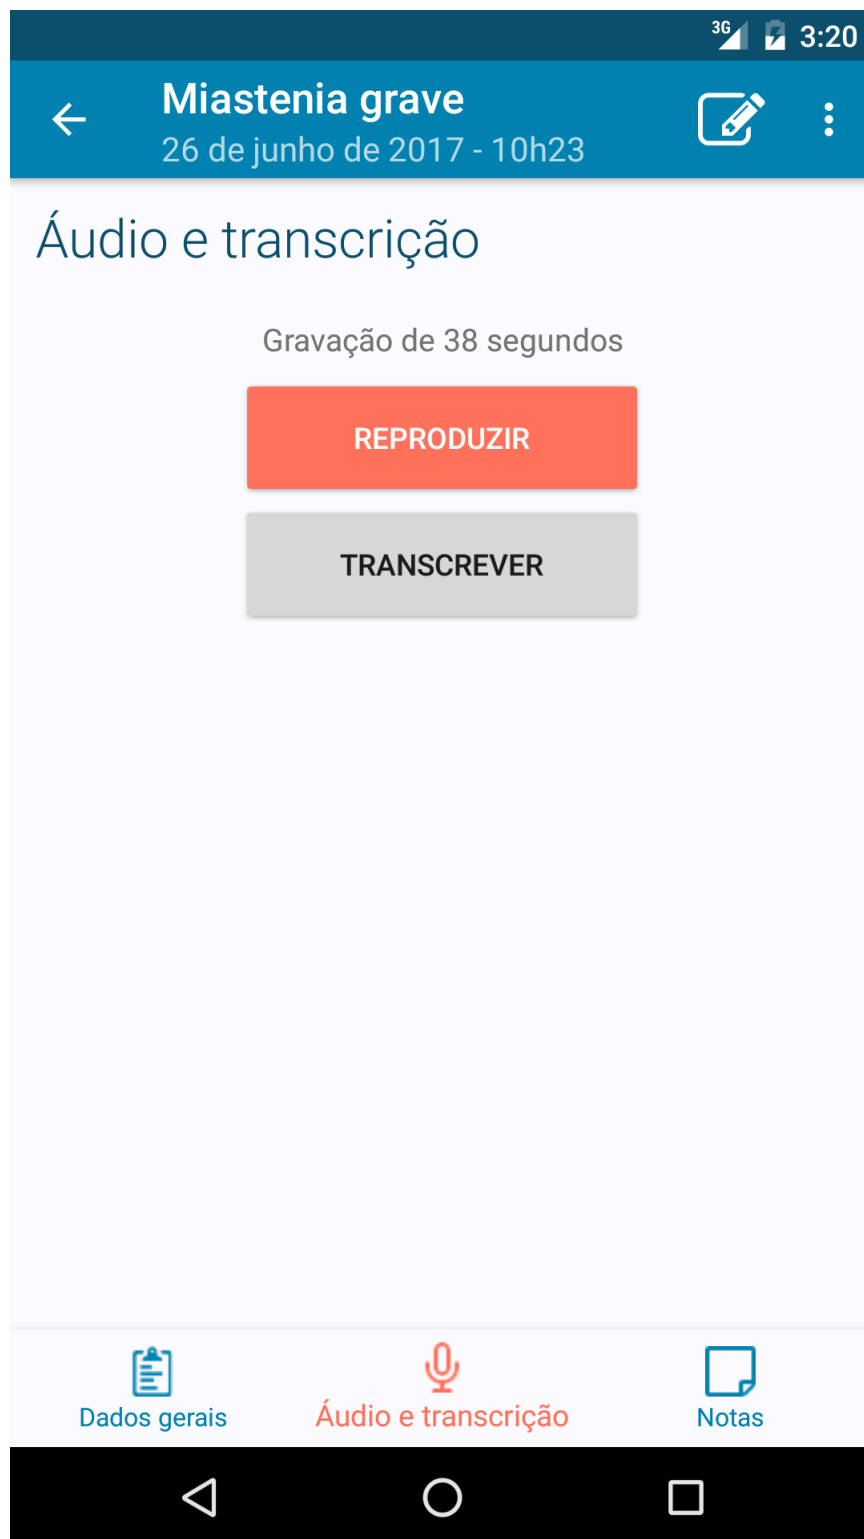 3G 3:20
Miastenia grave
26 de junho de 2017 - 10h23
Áudio e transcrição
Gravação de 38 segundos
REPRODUZIR
TRANSCREVER
Dados gerais Áudio e transcrição Notas